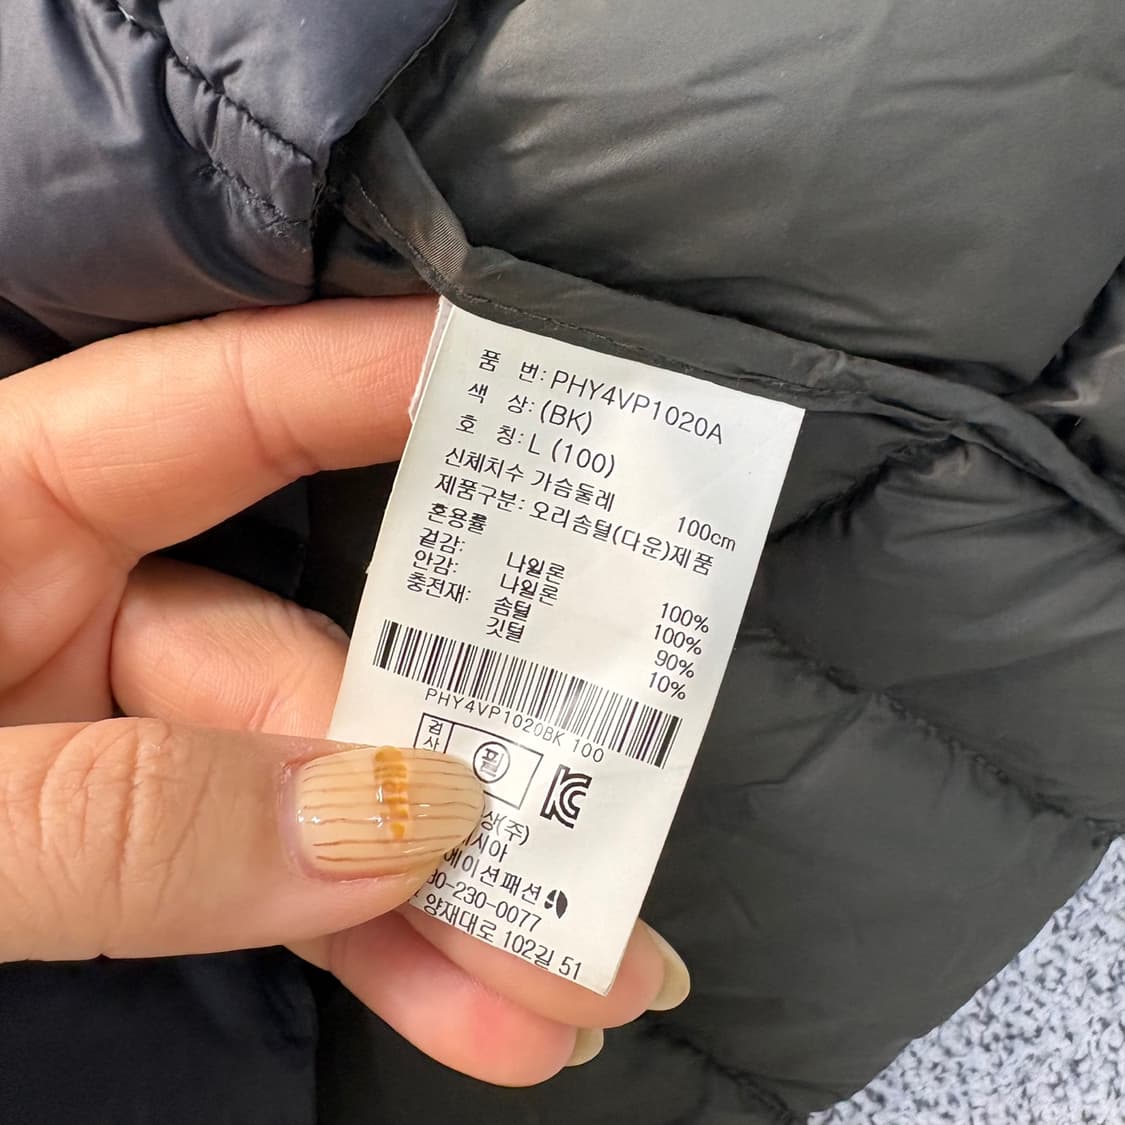 품 번: PHY4VP1020A
색 상: (BK)
호 칭: L (100)
신체치수 가슴둘레 100cm
제품구분: 오리솜털(다운)제품
혼용률
겉감: 나일론 100%
안감: 나일론 100%
충전재: 솜털 90%
깃털 10%
PHY4VP1020BK 100
검사 필
상(주)
시아
에이션패션
30-230-0077
양재대로 102길 51